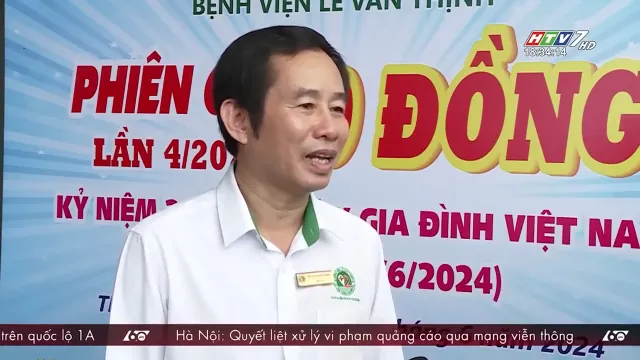 BỆNH VIỆN LÊ VĂN THỊNH
HTV7 HD
18:34:14
PHIÊN ĐỒNG
LẦN 4/20
KỶ NIỆM GIA ĐÌNH VIỆT NA
/6/2024)
năm 2024
trên quốc lộ 1A
Hà Nội: Quyết liệt xử lý vi phạm quảng cáo qua mạng viễn thông